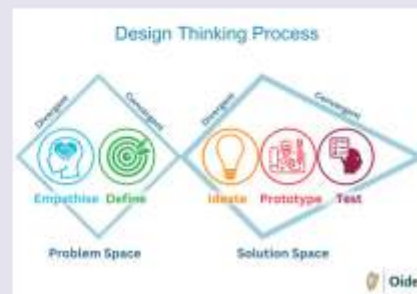 Design Thinking Process
Divergent
Convergent
Divergent
Convergent
Empathise Define Ideate Prototype Test
Problem Space Solution Space
Oide